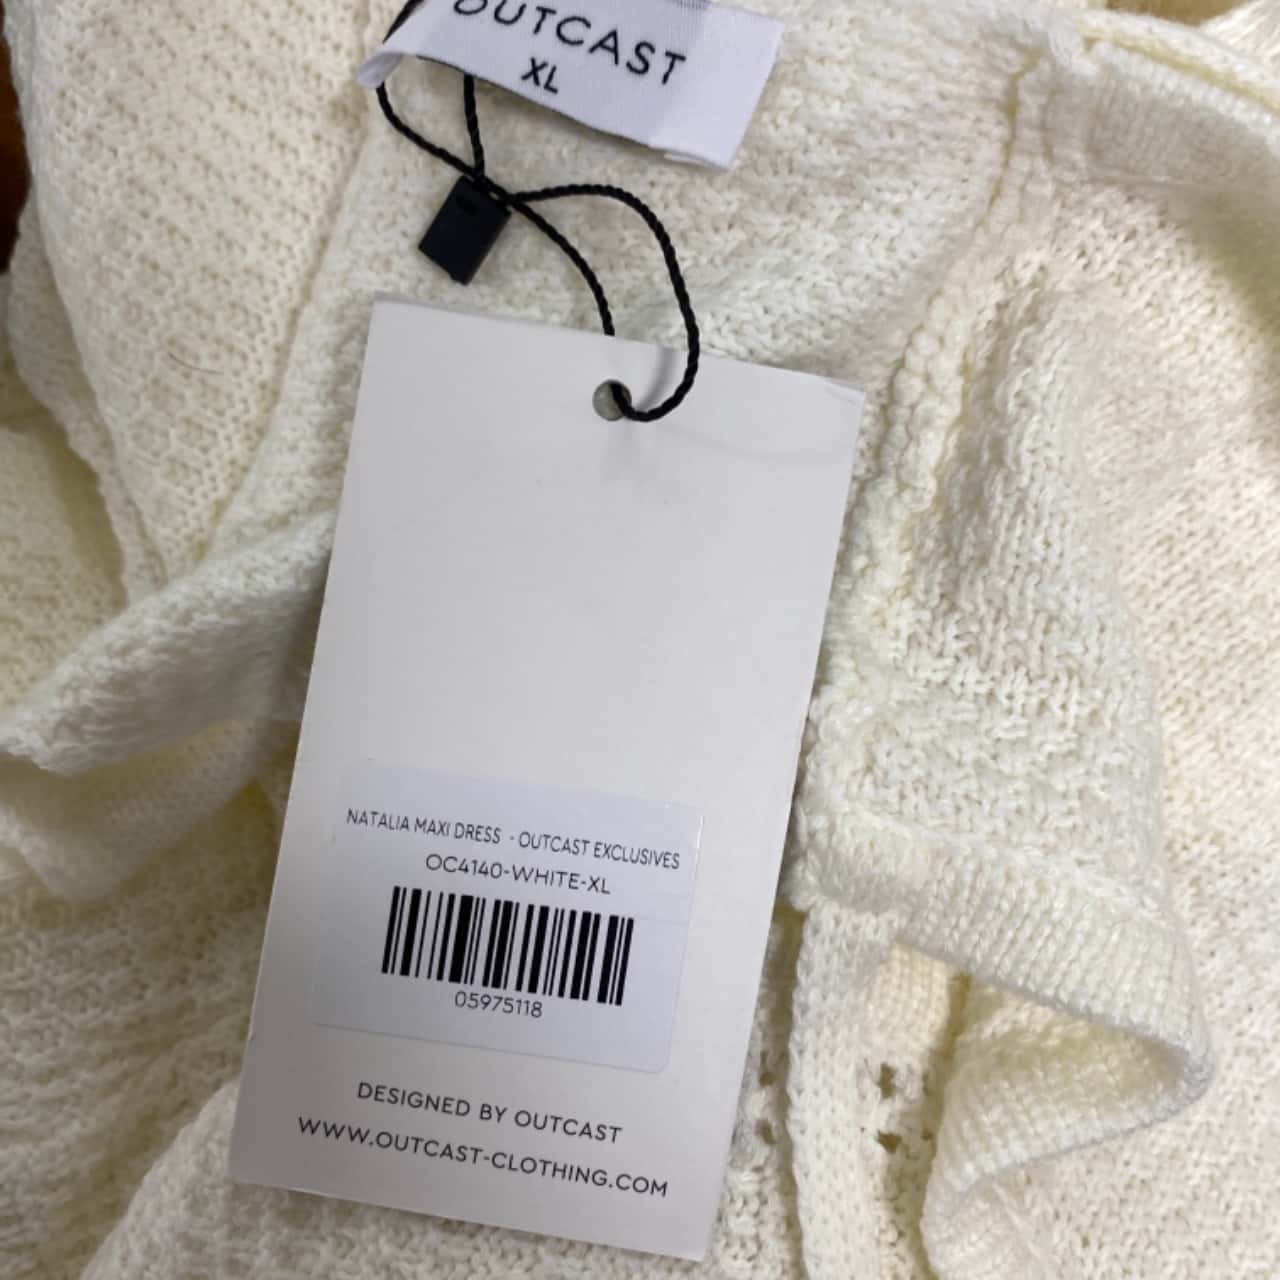 OUTCAST
XL
NATALIA MAXI DRESS - OUTCAST EXCLUSIVES
OC4140-WHITE-XL
05975118
DESIGNED BY OUTCAST
WWW.OUTCAST-CLOTHING.COM